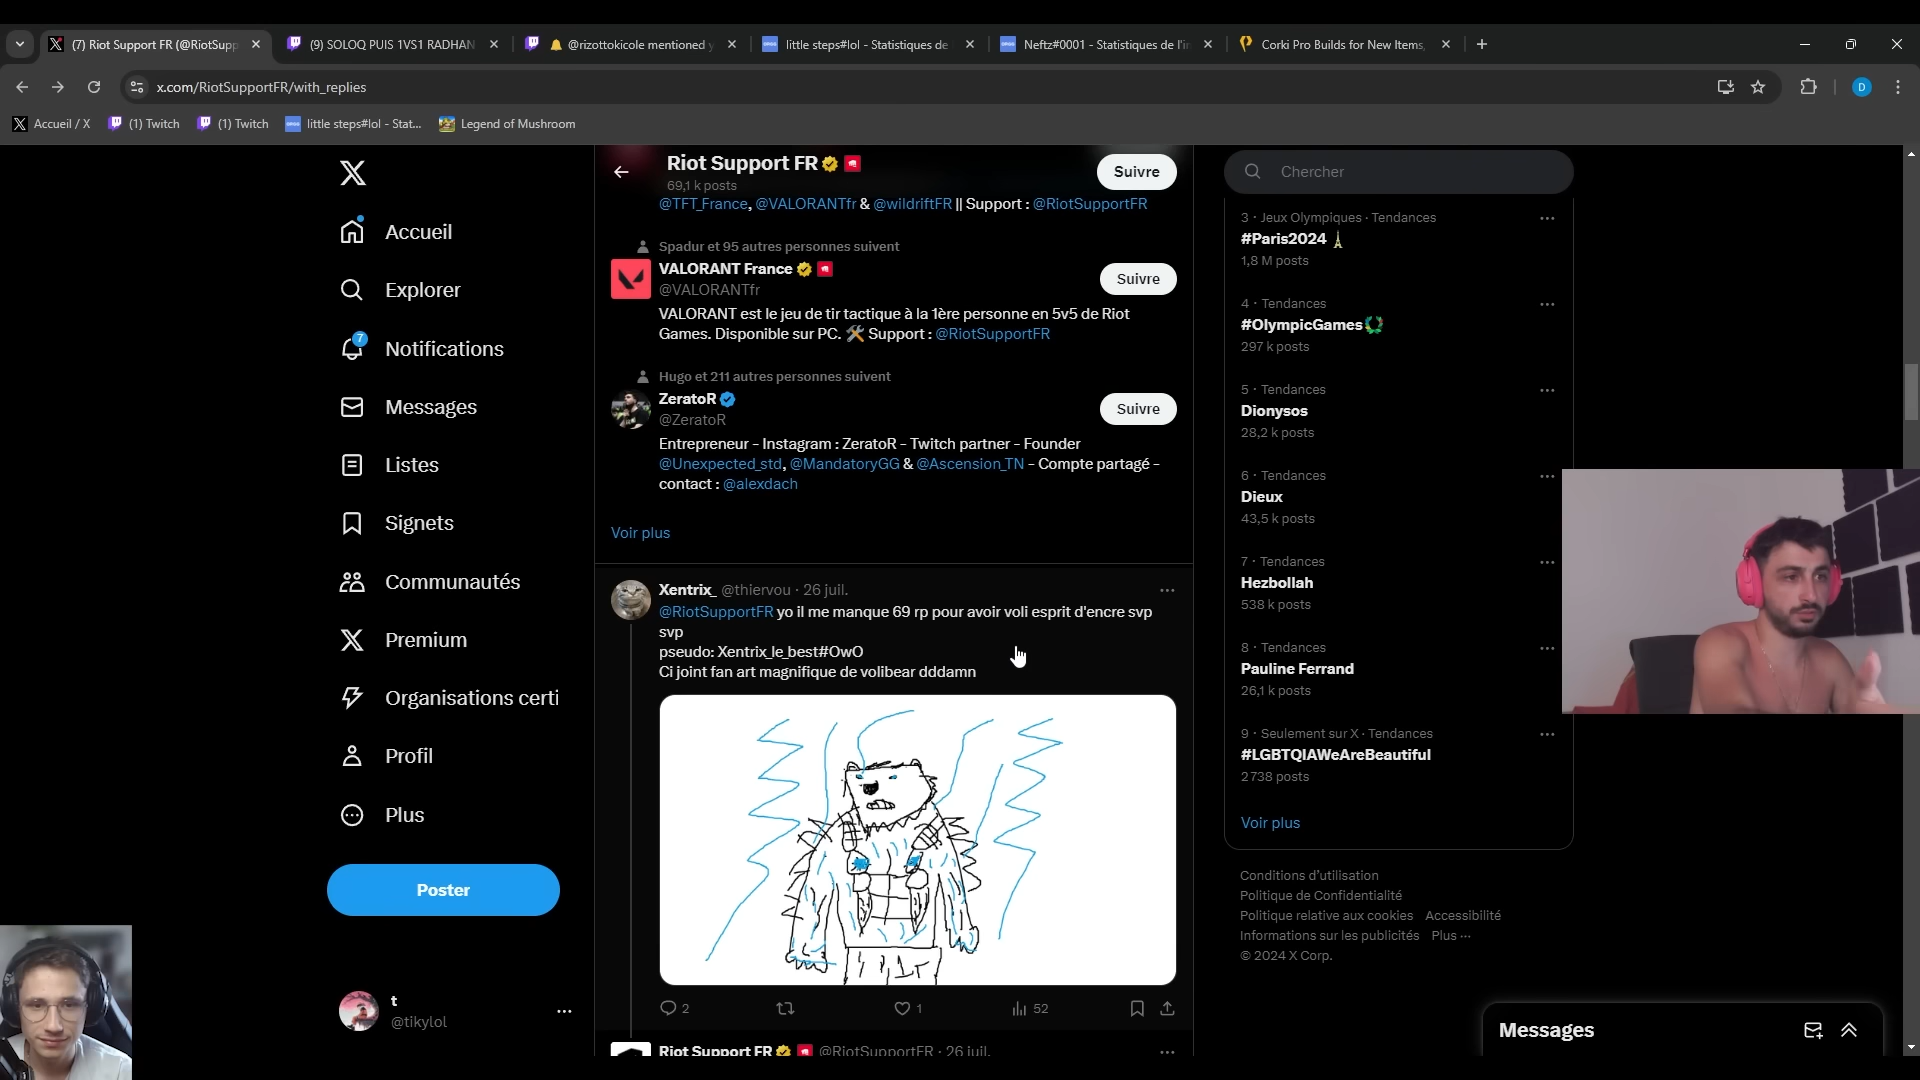 (7) Riot Support FR (@RiotSupp
(9) SOLOQ PUIS 1VS1 RADHAN
@rizottokicole mentioned y
little steps#lol - Statistiques de
Neftz#0001 - Statistiques de l'in
Corki Pro Builds for New Items,
x.com/RiotSupportFR/with_replies
D
Accueil / X
(1) Twitch
(1) Twitch
little steps#lol - Stat...
Legend of Mushroom
Accueil
Explorer
7
Notifications
Messages
Listes
Signets
Communautés
Premium
Organisations certi
Profil
Plus
Poster
t
@tikylol
Riot Support FR
69,1 k posts
Suivre
@TFT_France, @VALORANTfr & @wildriftFR || Support : @RiotSupportFR
Spadur et 95 autres personnes suivent
VALORANT France
@VALORANTfr
Suivre
VALORANT est le jeu de tir tactique à la 1ère personne en 5v5 de Riot
Games. Disponible sur PC. 🛠️ Support : @RiotSupportFR
Hugo et 211 autres personnes suivent
ZeratoR
@ZeratoR
Suivre
Entrepreneur - Instagram : ZeratoR - Twitch partner - Founder
@Unexpected_std, @MandatoryGG & @Ascension_TN - Compte partagé -
contact : @alexdach
Voir plus
Xentrix_ @thiervou · 26 juil.
@RiotSupportFR yo il me manque 69 rp pour avoir voli esprit d'encre svp
svp
pseudo: Xentrix_le_best#OwO
Ci joint fan art magnifique de volibear dddamn
2
1
52
Riot Support FR @RiotSupportFR · 26 juil.
Chercher
3 · Jeux Olympiques · Tendances
#Paris2024
1,8 M posts
4 · Tendances
#OlympicGames
297 k posts
5 · Tendances
Dionysos
28,2 k posts
6 · Tendances
Dieux
43,5 k posts
7 · Tendances
Hezbollah
538 k posts
8 · Tendances
Pauline Ferrand
26,1 k posts
9 · Seulement sur X · Tendances
#LGBTQIAWeAreBeautiful
2 738 posts
Voir plus
Conditions d'utilisation
Politique de Confidentialité
Politique relative aux cookies Accessibilité
Informations sur les publicités Plus ···
© 2024 X Corp.
Messages